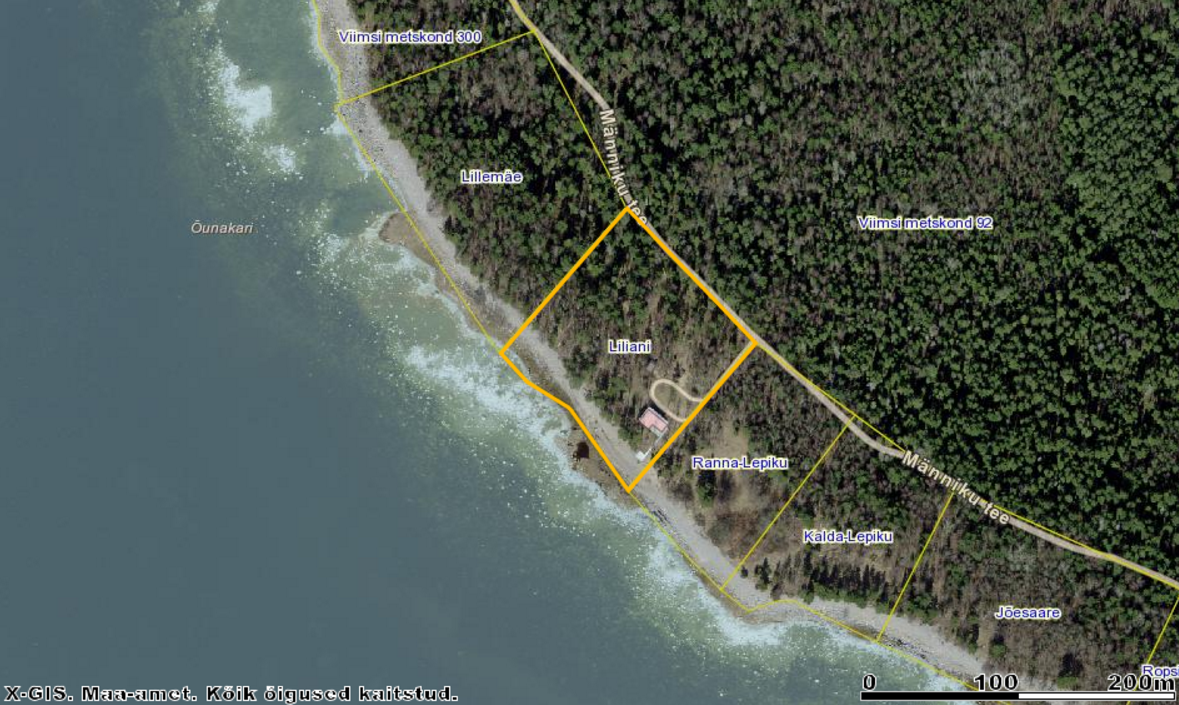 Viimsi metskond 300
Männiku tee
Lillemäe
Õunakari
Viimsi metskond 92
Liliani
Ranna-Lepiku
Männiku tee
Kalda-Lepiku
Jõesaare
Ropsi
0 100 200m
X-GIS. Maa-amet. Kõik õigused kaitstud.